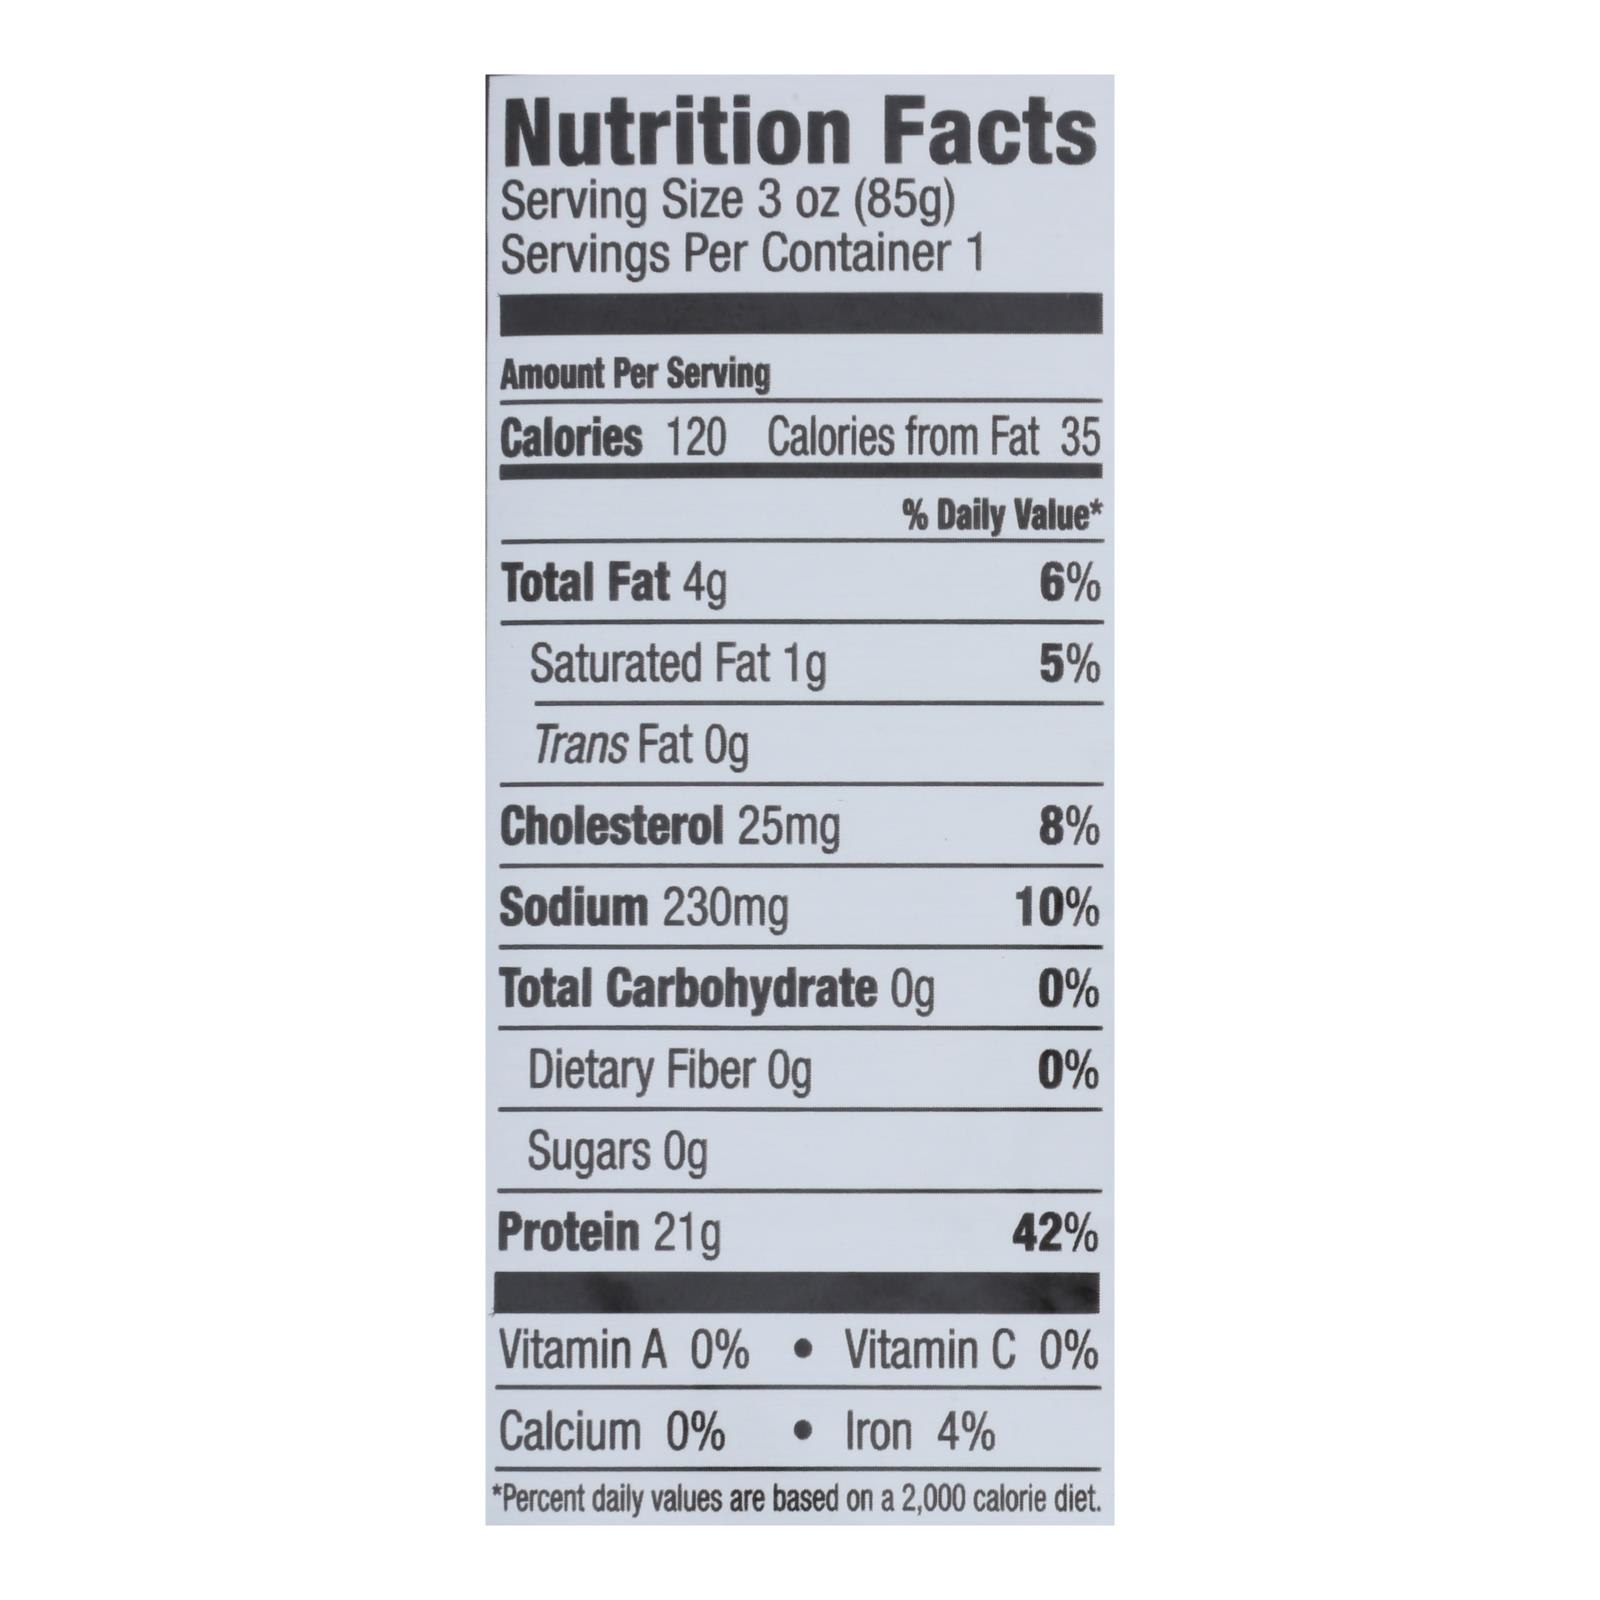 Nutrition Facts
Serving Size 3 oz (85g)
Servings Per Container 1
Amount Per Serving
Calories 120 Calories from Fat 35
% Daily Value*
Total Fat 4g 6%
Saturated Fat 1g 5%
Trans Fat 0g
Cholesterol 25mg 8%
Sodium 230mg 10%
Total Carbohydrate 0g 0%
Dietary Fiber 0g 0%
Sugars 0g
Protein 21g 42%
Vitamin A 0% • Vitamin C 0%
Calcium 0% • Iron 4%
*Percent daily values are based on a 2,000 calorie diet.